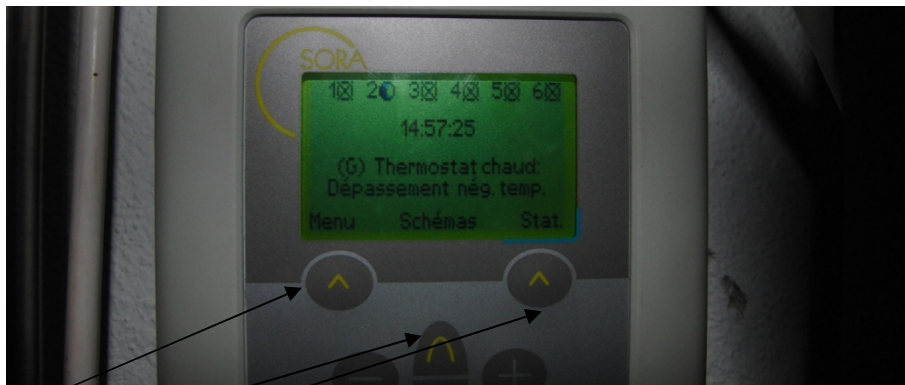 SORA
1☒ 2◐ 3☒ 4☒ 5☒ 6☒
14:57:25
(G) Thermostat chaud:
Dépassement nég. temp.
Menu Schémas Stat.